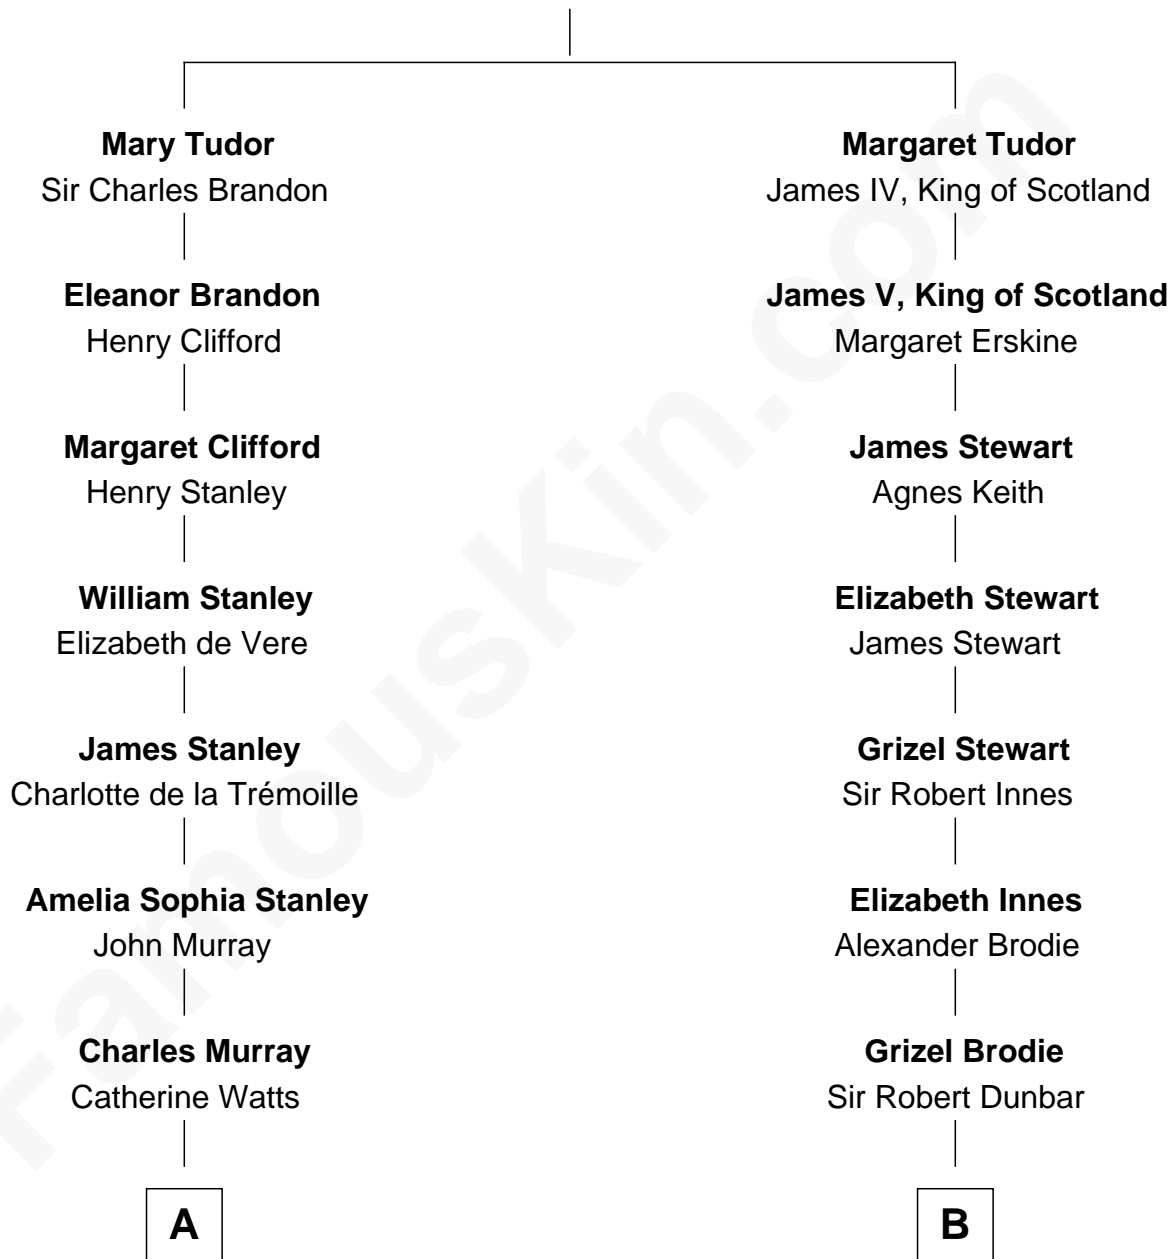 Mary Tudor
Sir Charles Brandon
Eleanor Brandon
Henry Clifford
Margaret Clifford
Henry Stanley
William Stanley
Elizabeth de Vere
James Stanley
Charlotte de la Trémoille
Amelia Sophia Stanley
John Murray
Charles Murray
Catherine Watts
A
Margaret Tudor
James IV, King of Scotland
James V, King of Scotland
Margaret Erskine
James Stewart
Agnes Keith
Elizabeth Stewart
James Stewart
Grizel Stewart
Sir Robert Innes
Elizabeth Innes
Alexander Brodie
Grizel Brodie
Sir Robert Dunbar
B
FamousKin.com